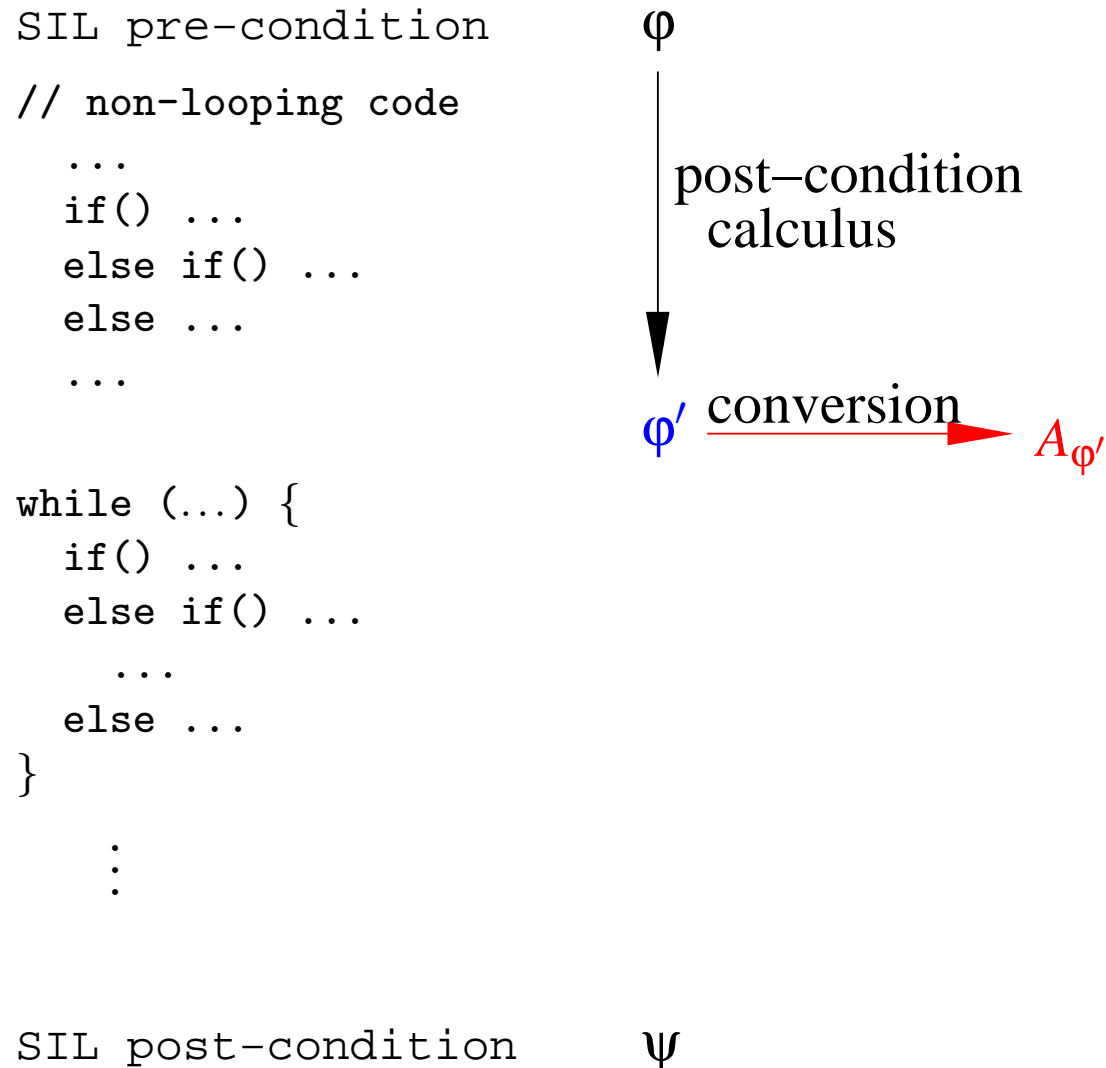 SIL pre-condition φ
// non-looping code
...
if() ...
else if() ...
else ...
...
post-condition
calculus
φ′ conversion A_φ′
while (...) {
if() ...
else if() ...
...
else ...
}
⋮
SIL post-condition ψ